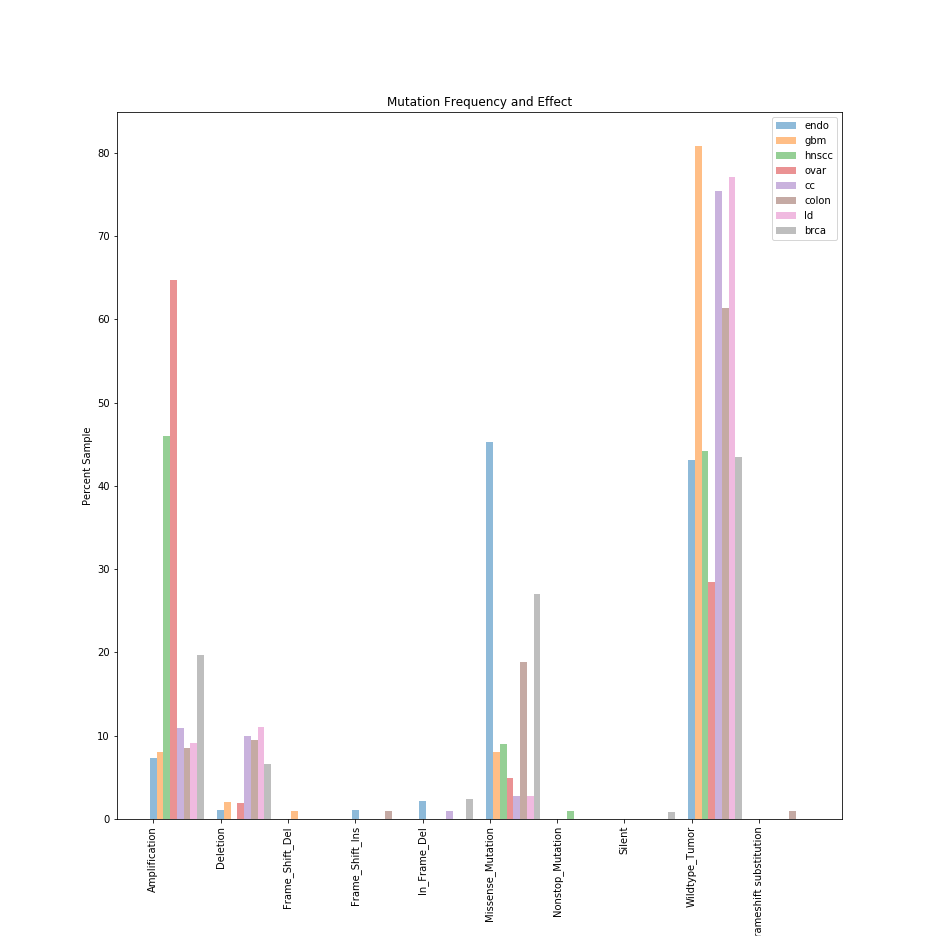 Mutation Frequency and Effect
endo
gbm
hnscc
ovar
cc
colon
ld
brca
Percent Sample
80
70
60
50
40
30
20
10
0
Amplification
Deletion
Frame_Shift_Del
Frame_Shift_Ins
In_Frame_Del
Missense_Mutation
Nonstop_Mutation
Silent
Wildtype_Tumor
rameshift substitution